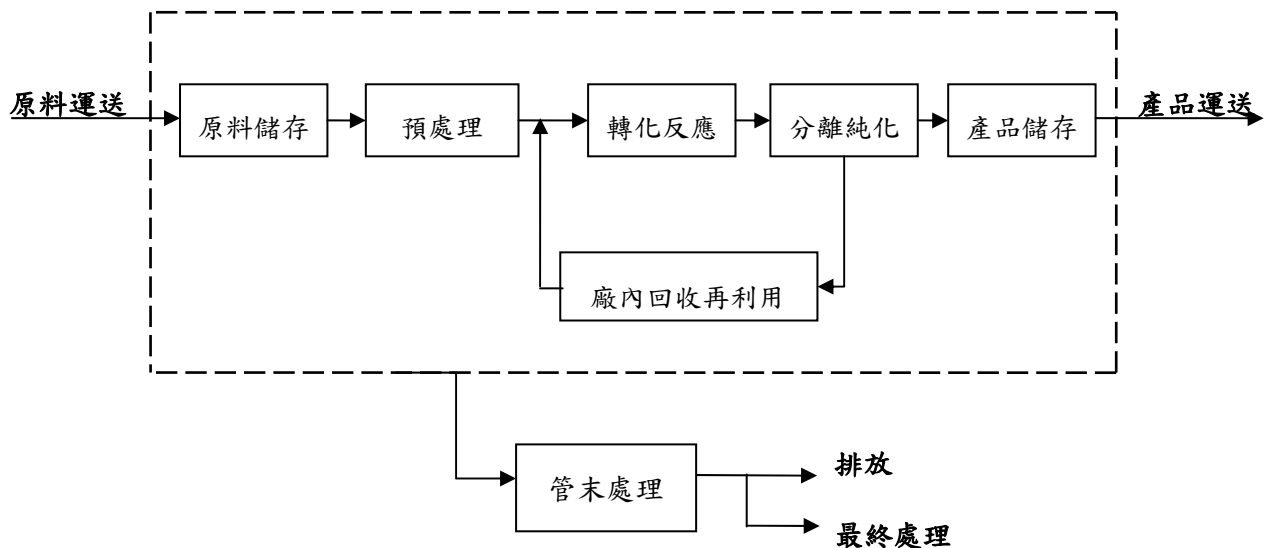 原料運送
原料儲存
預處理
轉化反應
分離純化
產品儲存
產品運送
廠內回收再利用
管末處理
排放
最終處理